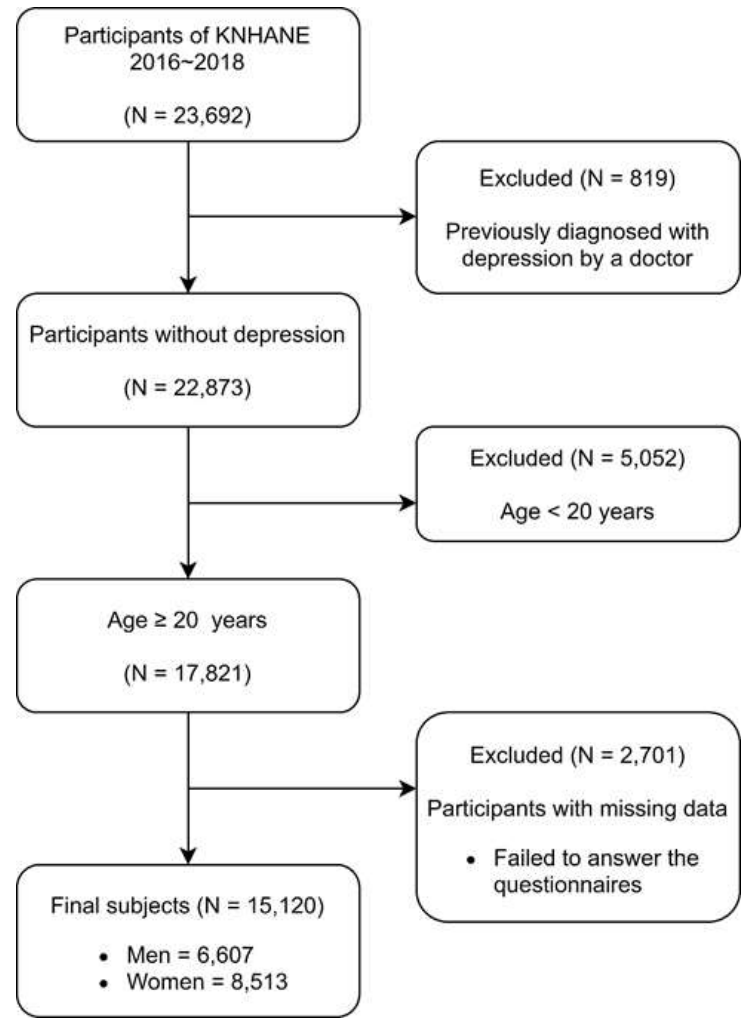 Participants of KNHANE
2016~2018
(N = 23,692)
Excluded (N = 819)
Previously diagnosed with
depression by a doctor
Participants without depression
(N = 22,873)
Excluded (N = 5,052)
Age < 20 years
Age ≥ 20 years
(N = 17,821)
Excluded (N = 2,701)
Participants with missing data
• Failed to answer the
questionnaires
Final subjects (N = 15,120)
• Men = 6,607
• Women = 8,513